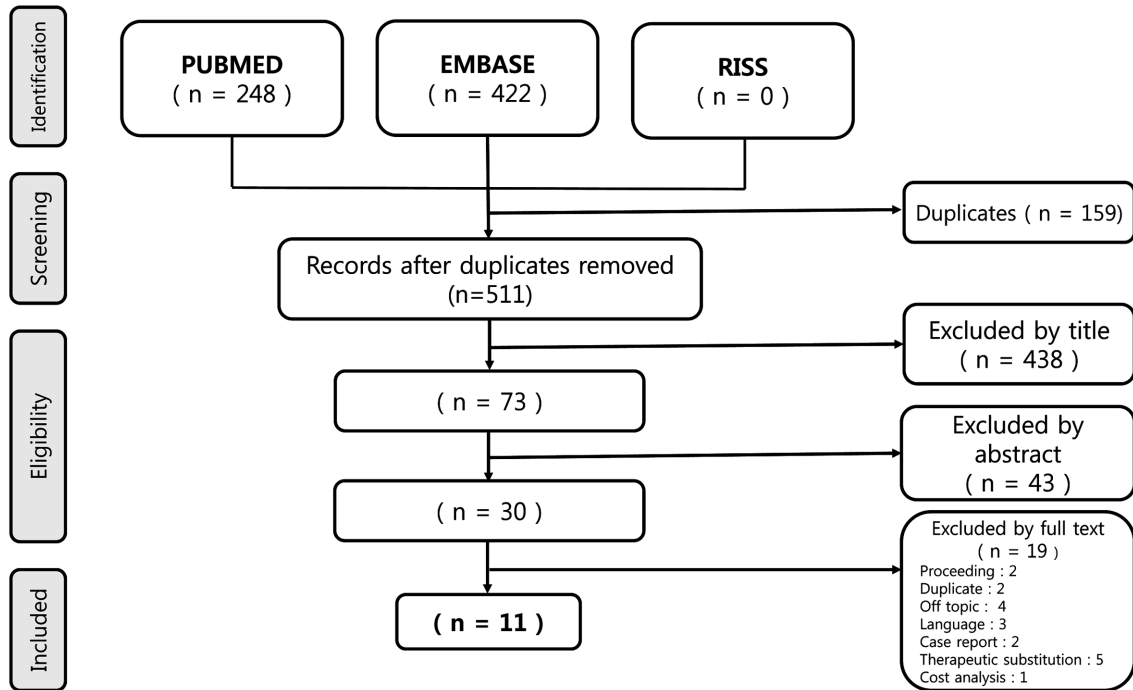 Identification
PUBMED
( n = 248 )
EMBASE
( n = 422 )
RISS
( n = 0 )
Screening
Duplicates ( n = 159)
Records after duplicates removed
(n=511)
Eligibility
Excluded by title
( n = 438 )
( n = 73 )
Excluded by
abstract
( n = 43 )
( n = 30 )
Excluded by full text
( n = 19 )
Proceeding : 2
Duplicate : 2
Off topic : 4
Language : 3
Case report : 2
Therapeutic substitution : 5
Cost analysis : 1
Included
( n = 11 )